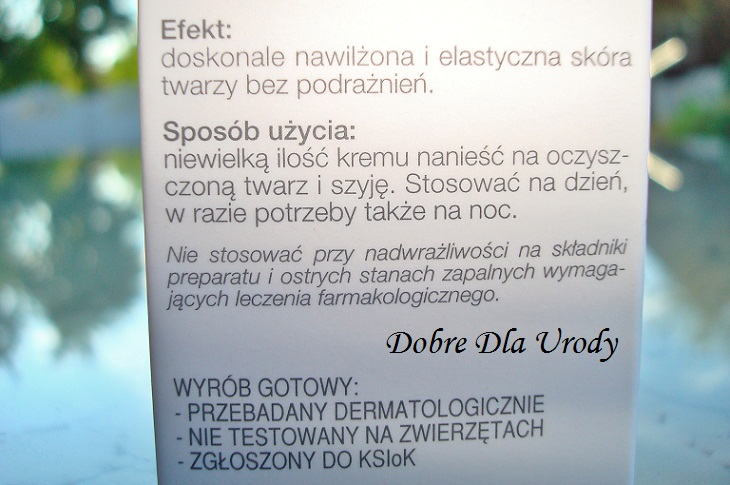 Efekt:
doskonale nawilżona i elastyczna skóra
twarzy bez podrażnień.
Sposób użycia:
niewielką ilość kremu nanieść na oczysz-
czoną twarz i szyję. Stosować na dzień,
w razie potrzeby także na noc.
Nie stosować przy nadwrażliwości na składniki
preparatu i ostrych stanach zapalnych wymaga-
jących leczenia farmakologicznego.
Dobre Dla Urody
WYRÓB GOTOWY:
- PRZEBADANY DERMATOLOGICZNIE
- NIE TESTOWANY NA ZWIERZĘTACH
- ZGŁOSZONY DO KSIoK